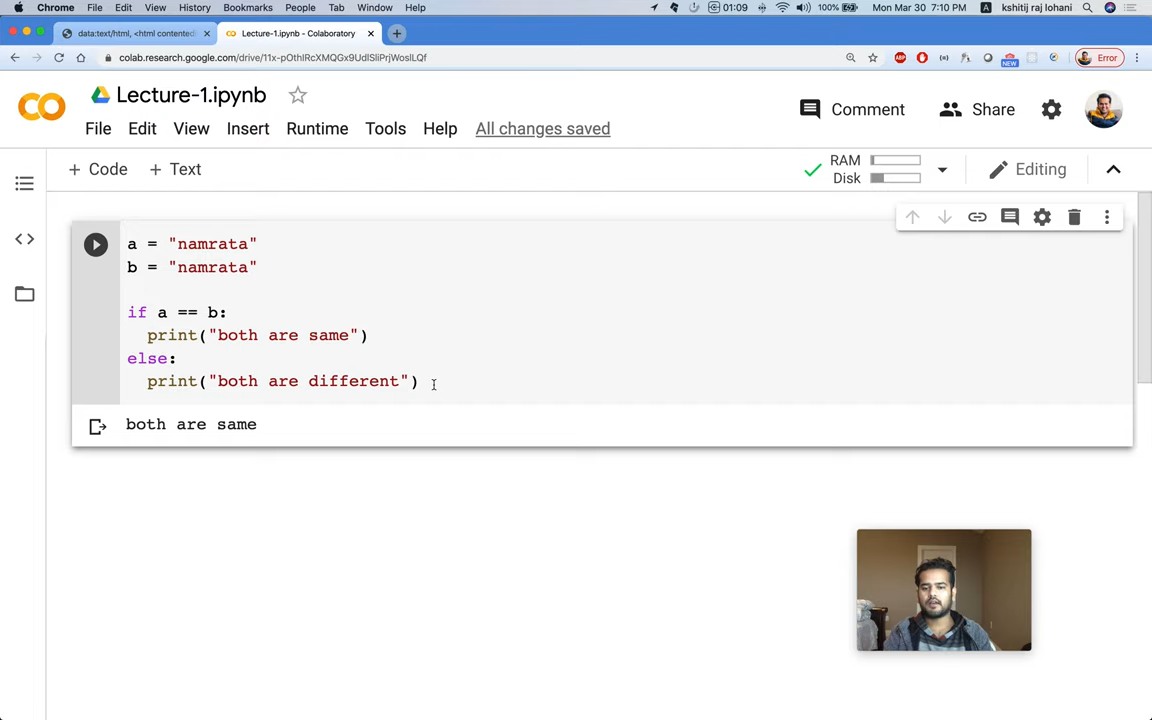 Chrome File Edit View History Bookmarks People Tab Window Help 01:09 100% Mon Mar 30 7:10 PM A kshitij raj lohani
data:text/html, <html contented Lecture-1.ipynb - Colaboratory
colab.research.google.com/drive/11x-pOthlRcXMQGx9UdlSliPrjWoslLQf ABP NEW Error
Lecture-1.ipynb
Comment Share
File Edit View Insert Runtime Tools Help All changes saved
+ Code + Text RAM Disk Editing
a = "namrata"
b = "namrata"
if a == b:
print("both are same")
else:
print("both are different")
both are same